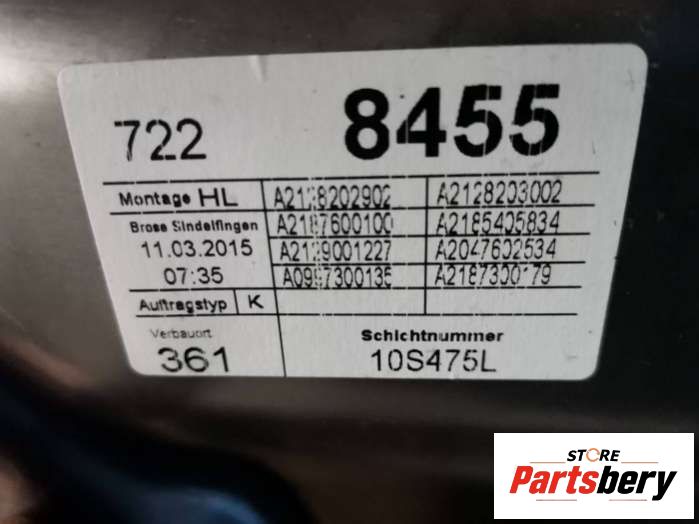 722 8455
Montage HL A2128202902 A2128203002
Brose Sindelfingen A2187600100 A2185405834
11.03.2015 A2129001227 A2047602534
07:35 A0997300135 A2187300179
Auftragstyp K
Verbauort Schichtnummer
361 10S475L
STORE
Partsbery